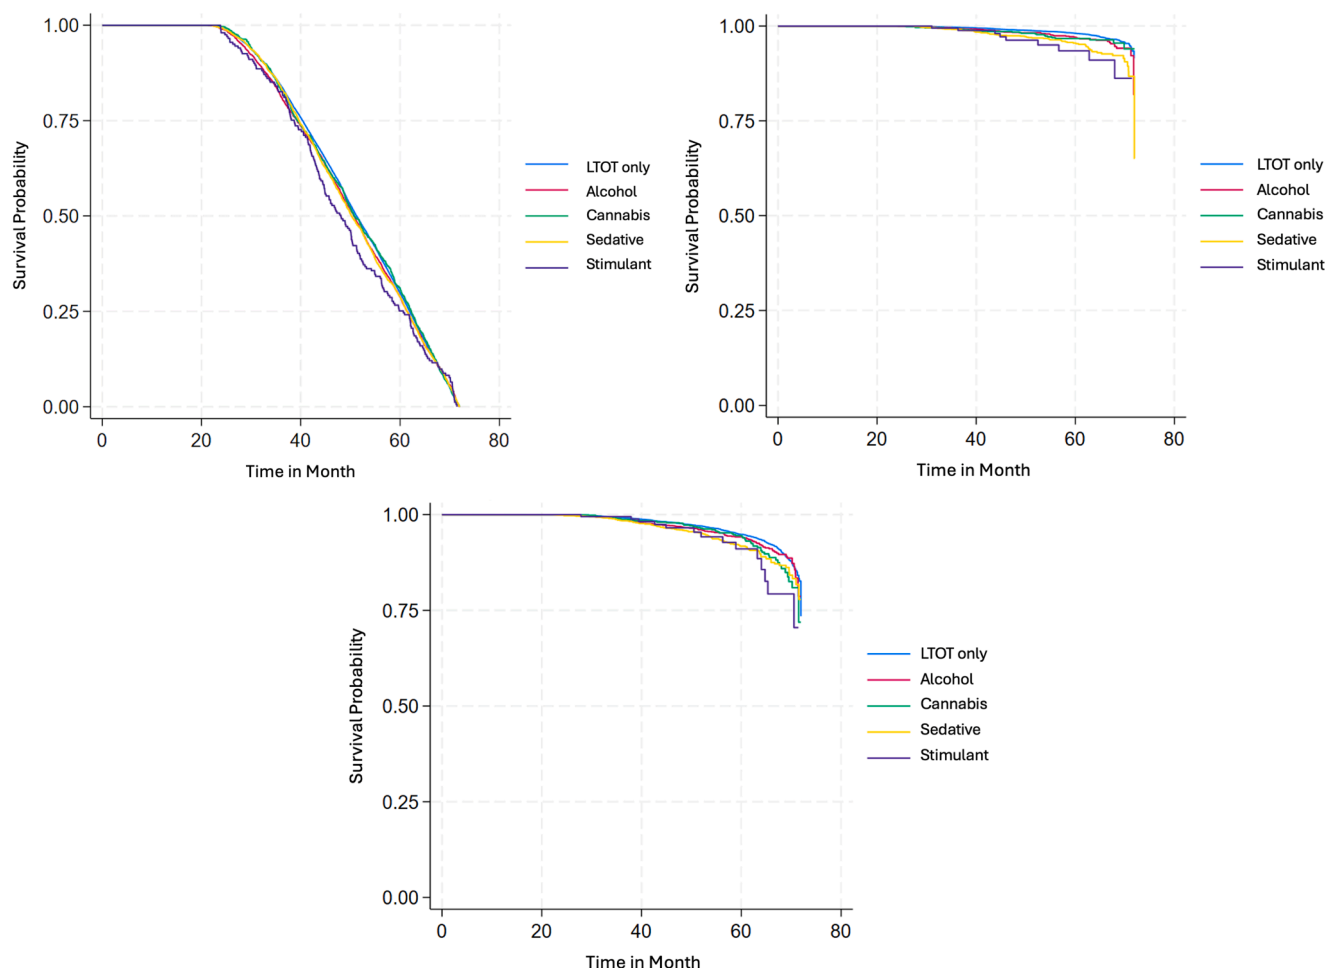 1.00
0.75
0.50
0.25
0.00
Survival Probability
0 20 40 60 80
Time in Month
LTOT only
Alcohol
Cannabis
Sedative
Stimulant
1.00
0.75
0.50
0.25
0.00
Survival Probability
0 20 40 60 80
Time in Month
LTOT only
Alcohol
Cannabis
Sedative
Stimulant
1.00
0.75
0.50
0.25
0.00
Survival Probability
0 20 40 60 80
Time in Month
LTOT only
Alcohol
Cannabis
Sedative
Stimulant